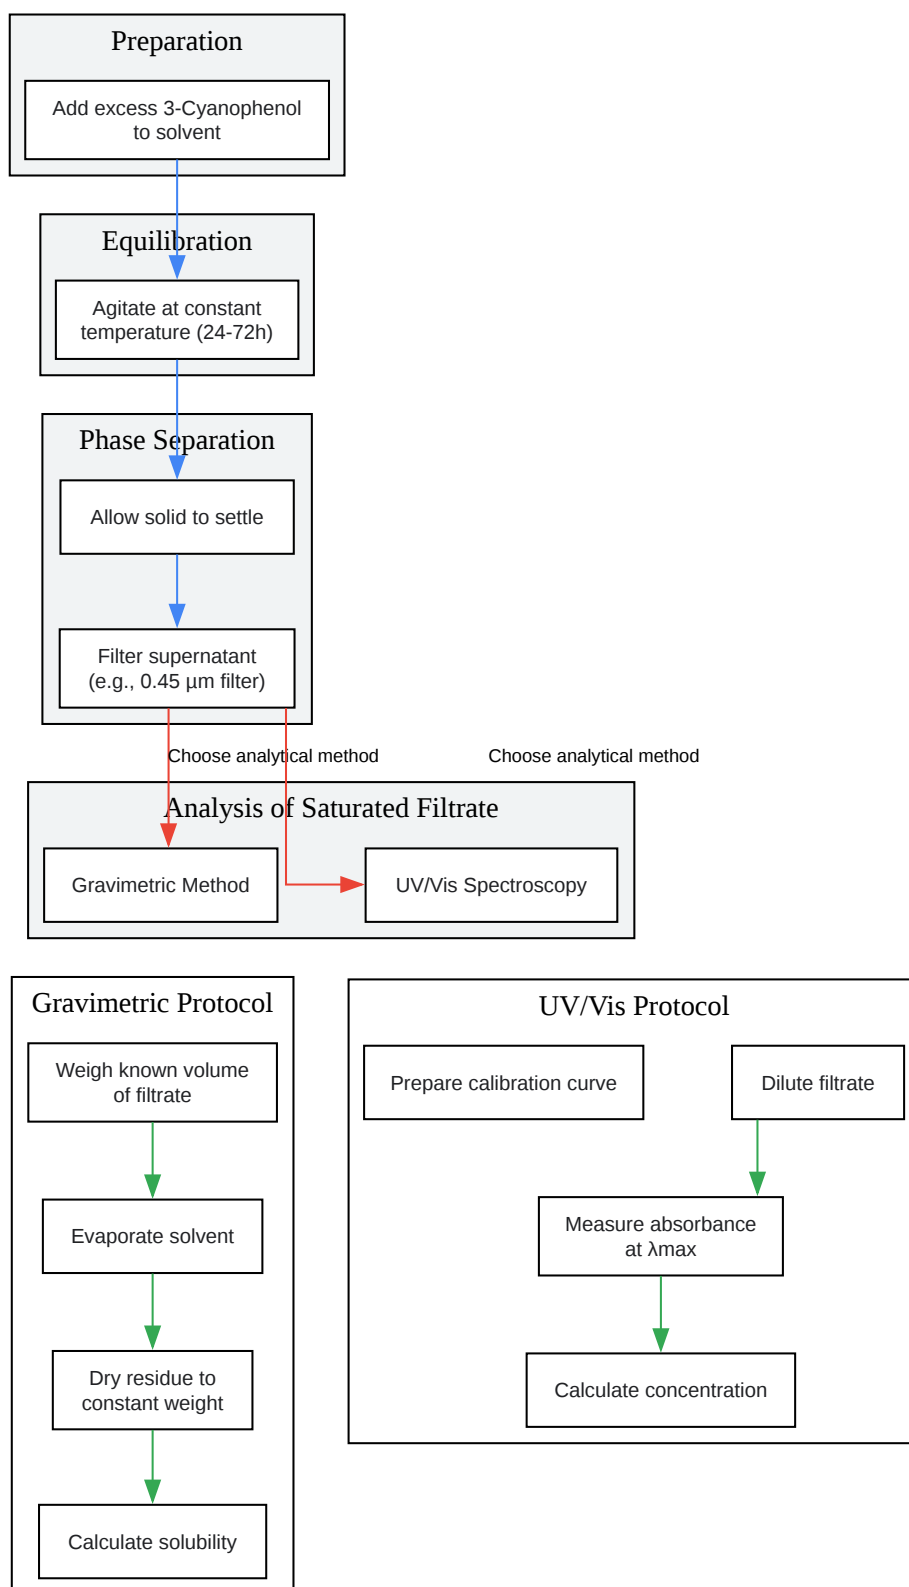 Preparation
Add excess 3-Cyanophenol
to solvent
Equilibration
Agitate at constant
temperature (24-72h)
Phase Separation
Allow solid to settle
Filter supernatant
(e.g., 0.45 µm filter)
Choose analytical method
Choose analytical method
Analysis of Saturated Filtrate
Gravimetric Method
UV/Vis Spectroscopy
Gravimetric Protocol
Weigh known volume
of filtrate
Evaporate solvent
Dry residue to
constant weight
Calculate solubility
UV/Vis Protocol
Prepare calibration curve
Dilute filtrate
Measure absorbance
at λmax
Calculate concentration